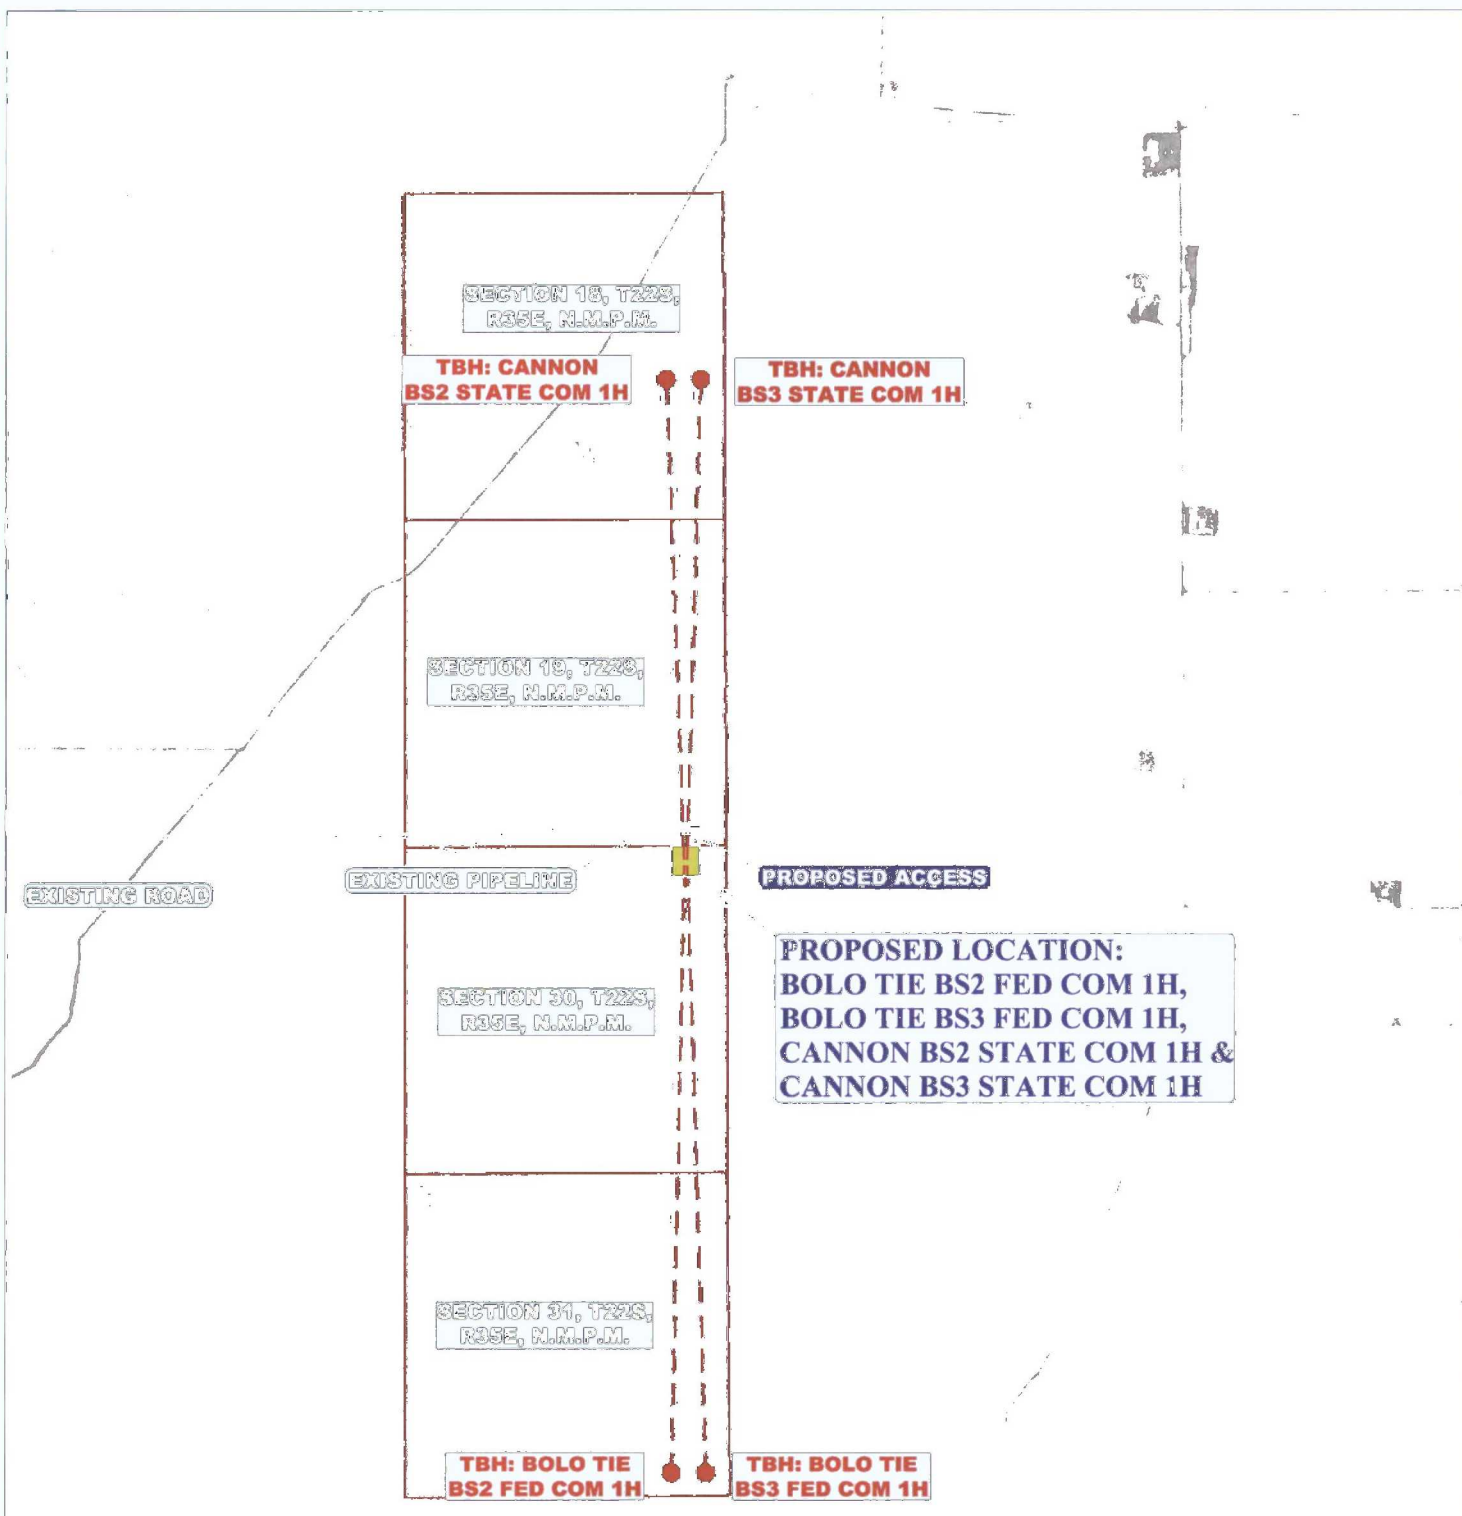 SECTION 18, T22S,
R35E, N.M.P.M.
TBH: CANNON
BS2 STATE COM 1H
TBH: CANNON
BS3 STATE COM 1H
SECTION 19, T22S,
R35E, N.M.P.M.
EXISTING ROAD
EXISTING PIPELINE
PROPOSED ACCESS
PROPOSED LOCATION:
BOLO TIE BS2 FED COM 1H,
BOLO TIE BS3 FED COM 1H,
CANNON BS2 STATE COM 1H &
CANNON BS3 STATE COM 1H
SECTION 30, T22S,
R35E, N.M.P.M.
SECTION 31, T22S,
R35E, N.M.P.M.
TBH: BOLO TIE
BS2 FED COM 1H
TBH: BOLO TIE
BS3 FED COM 1H